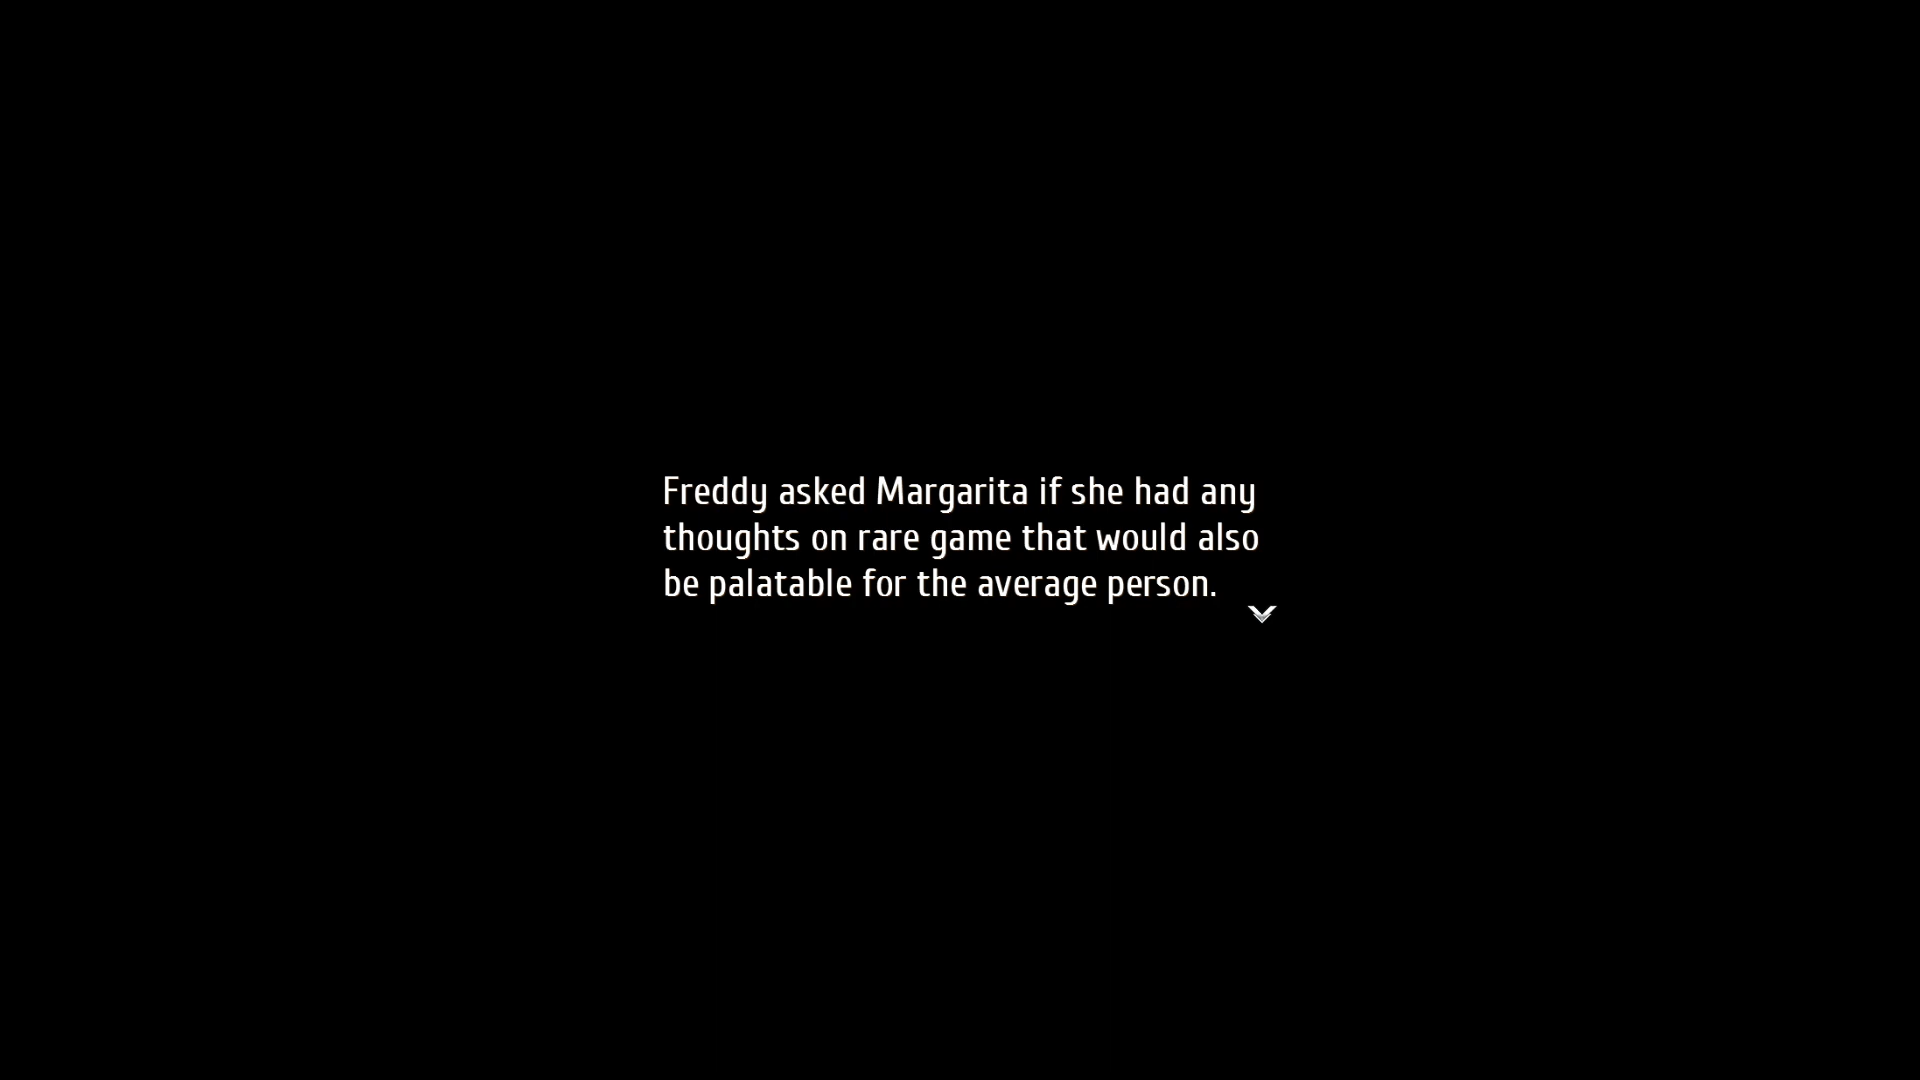 Freddy asked Margarita if she had any
thoughts on rare game that would also
be palatable for the average person.